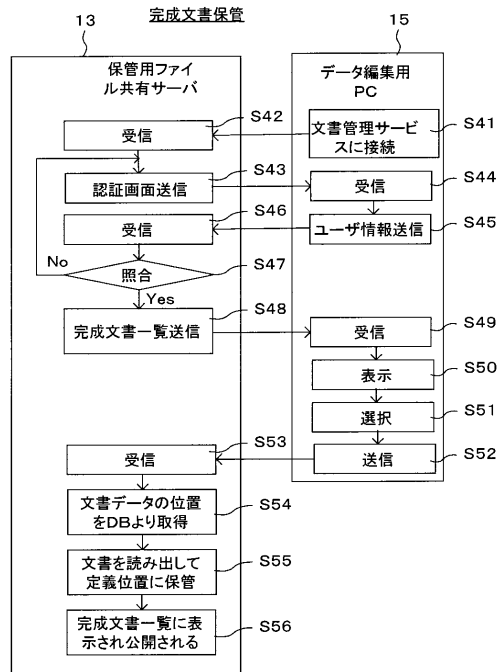 完成文書保管
13
15
保管用ファイ
ル共有サーバ
データ編集用
PC
S42
受信
文書管理サービ
スに接続
S41
S43
認証画面送信
受信
S44
S46
受信
ユーザ情報送信
S45
No
照合
S47
Yes
S48
完成文書一覧送信
受信
S49
表示
S50
選択
S51
S53
受信
送信
S52
文書データの位置
をDBより取得
S54
文書を読み出して
定義位置に保管
S55
完成文書一覧に表
示され公開される
S56